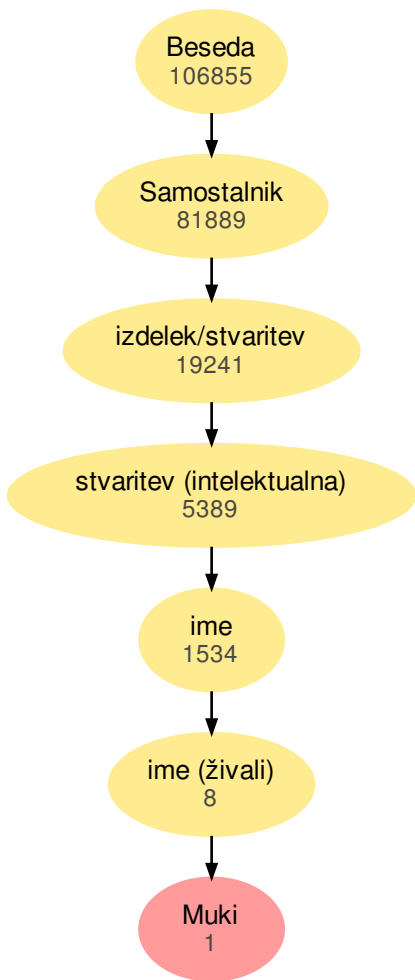 Beseda
106855
Samostalnik
81889
izdelek/stvaritev
19241
stvaritev (intelektualna)
5389
ime
1534
ime (živali)
8
Muki
1